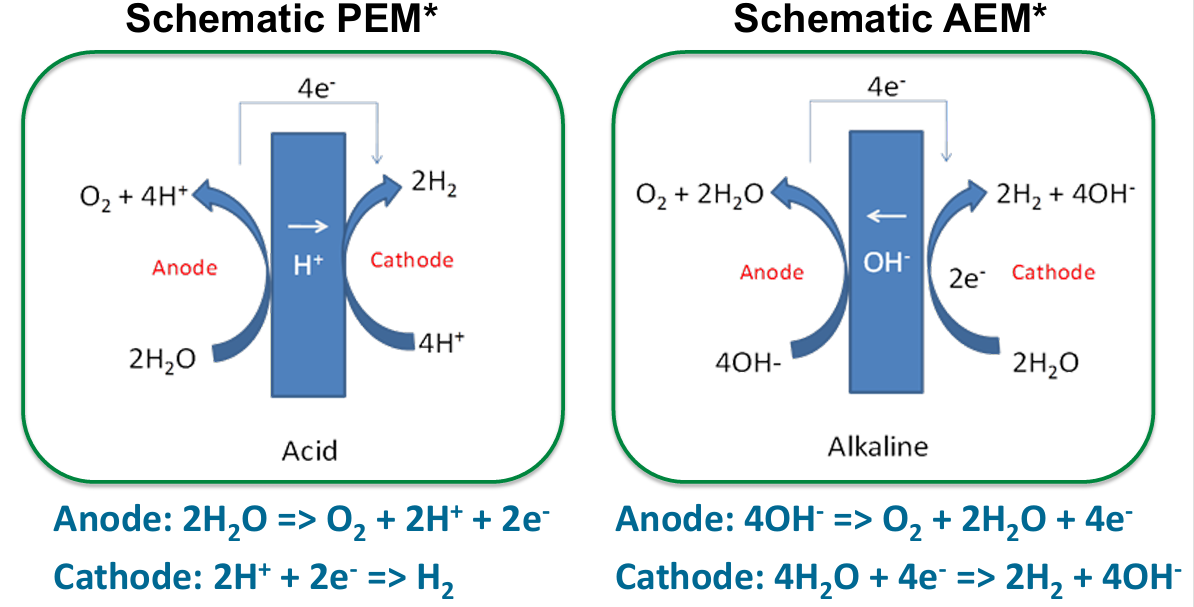 Schematic PEM*
4e⁻
O₂ + 4H⁺
2H₂
→
H⁺
Anode
Cathode
2H₂O
4H⁺
Acid
Anode: 2H₂O => O₂ + 2H⁺ + 2e⁻
Cathode: 2H⁺ + 2e⁻ => H₂
Schematic AEM*
4e⁻
O₂ + 2H₂O
2H₂ + 4OH⁻
←
OH⁻
Anode
2e⁻
Cathode
4OH-
2H₂O
Alkaline
Anode: 4OH⁻ => O₂ + 2H₂O + 4e⁻
Cathode: 4H₂O + 4e⁻ => 2H₂ + 4OH⁻